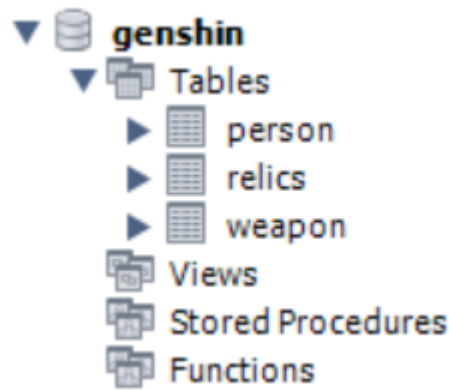 genshin
Tables
person
relics
weapon
Views
Stored Procedures
Functions